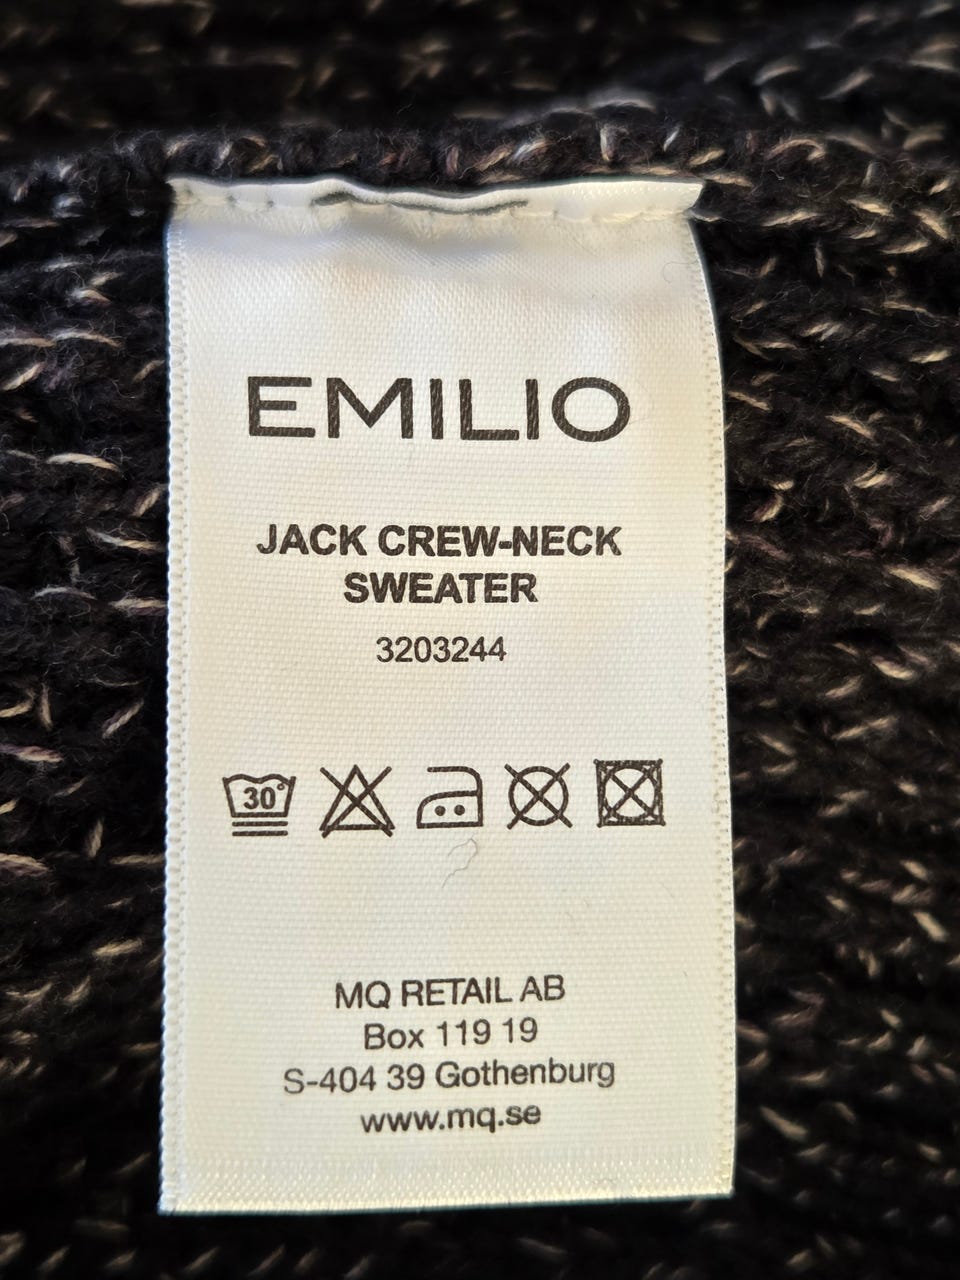 EMILIO
JACK CREW-NECK
SWEATER
3203244
30°
MQ RETAIL AB
Box 119 19
S-404 39 Gothenburg
www.mq.se